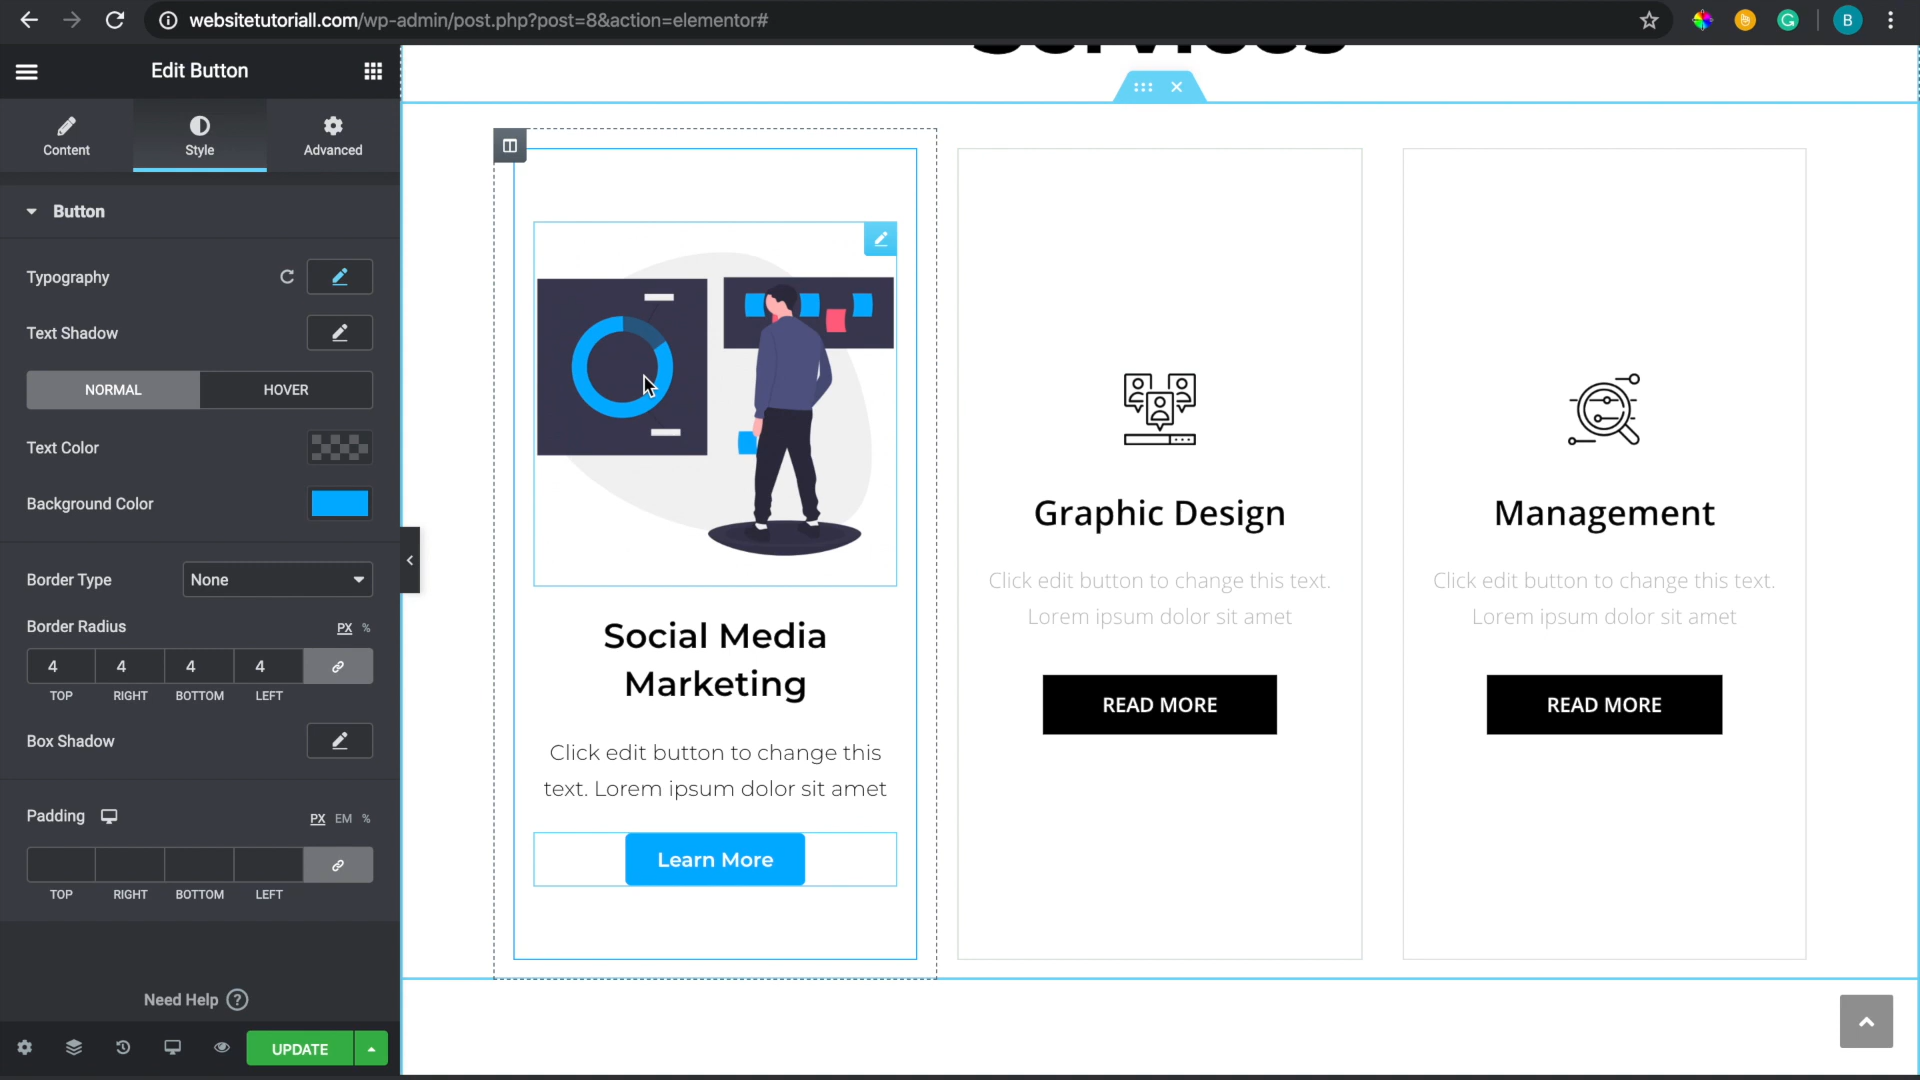 websitetutoriall.com/wp-admin/post.php?post=8&action=elementor#
B
Edit Button
Content
Style
Advanced
Button
Typography
Text Shadow
NORMAL
HOVER
Text Color
Background Color
Border Type
None
Border Radius
PX %
4 4 4 4
TOP RIGHT BOTTOM LEFT
Box Shadow
Padding
PX EM %
TOP RIGHT BOTTOM LEFT
Need Help ?
UPDATE
Services
Social Media
Marketing
Click edit button to change this
text. Lorem ipsum dolor sit amet
Learn More
Graphic Design
Click edit button to change this text.
Lorem ipsum dolor sit amet
READ MORE
Management
Click edit button to change this text.
Lorem ipsum dolor sit amet
READ MORE